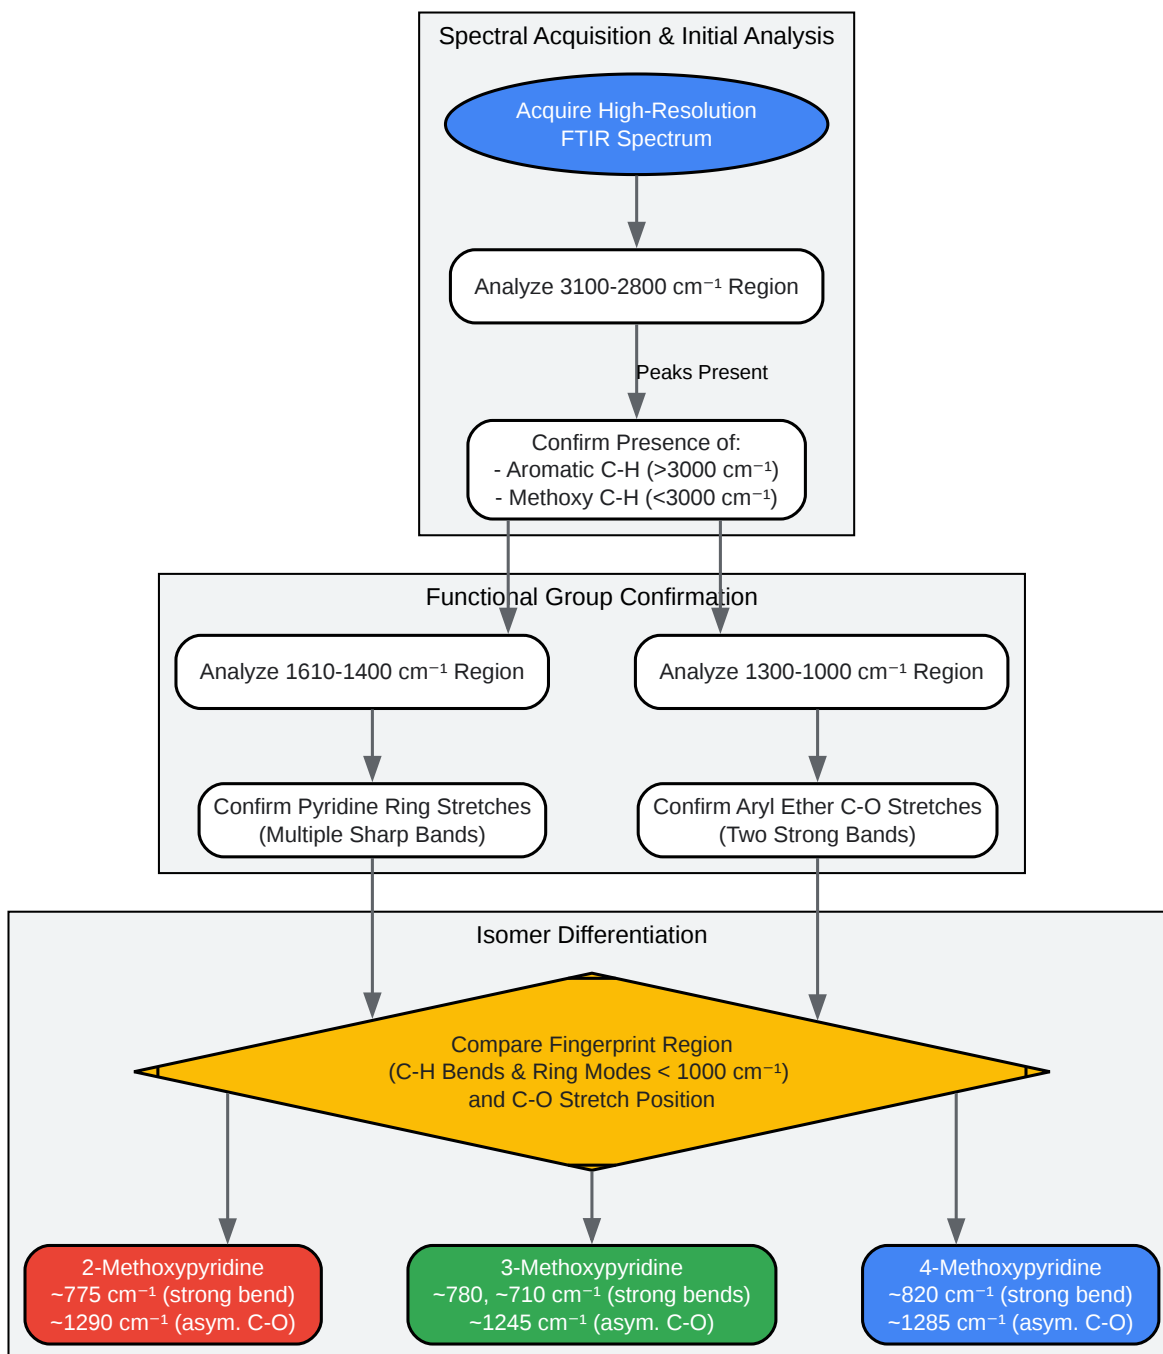 Spectral Acquisition & Initial Analysis
Acquire High-Resolution
FTIR Spectrum
Analyze 3100-2800 cm⁻¹ Region
Peaks Present
Confirm Presence of:
- Aromatic C-H (>3000 cm⁻¹)
- Methoxy C-H (<3000 cm⁻¹)
Functional Group Confirmation
Analyze 1610-1400 cm⁻¹ Region
Analyze 1300-1000 cm⁻¹ Region
Confirm Pyridine Ring Stretches
(Multiple Sharp Bands)
Confirm Aryl Ether C-O Stretches
(Two Strong Bands)
Isomer Differentiation
Compare Fingerprint Region
(C-H Bends & Ring Modes < 1000 cm⁻¹)
and C-O Stretch Position
2-Methoxypyridine
~775 cm⁻¹ (strong bend)
~1290 cm⁻¹ (asym. C-O)
3-Methoxypyridine
~780, ~710 cm⁻¹ (strong bends)
~1245 cm⁻¹ (asym. C-O)
4-Methoxypyridine
~820 cm⁻¹ (strong bend)
~1285 cm⁻¹ (asym. C-O)